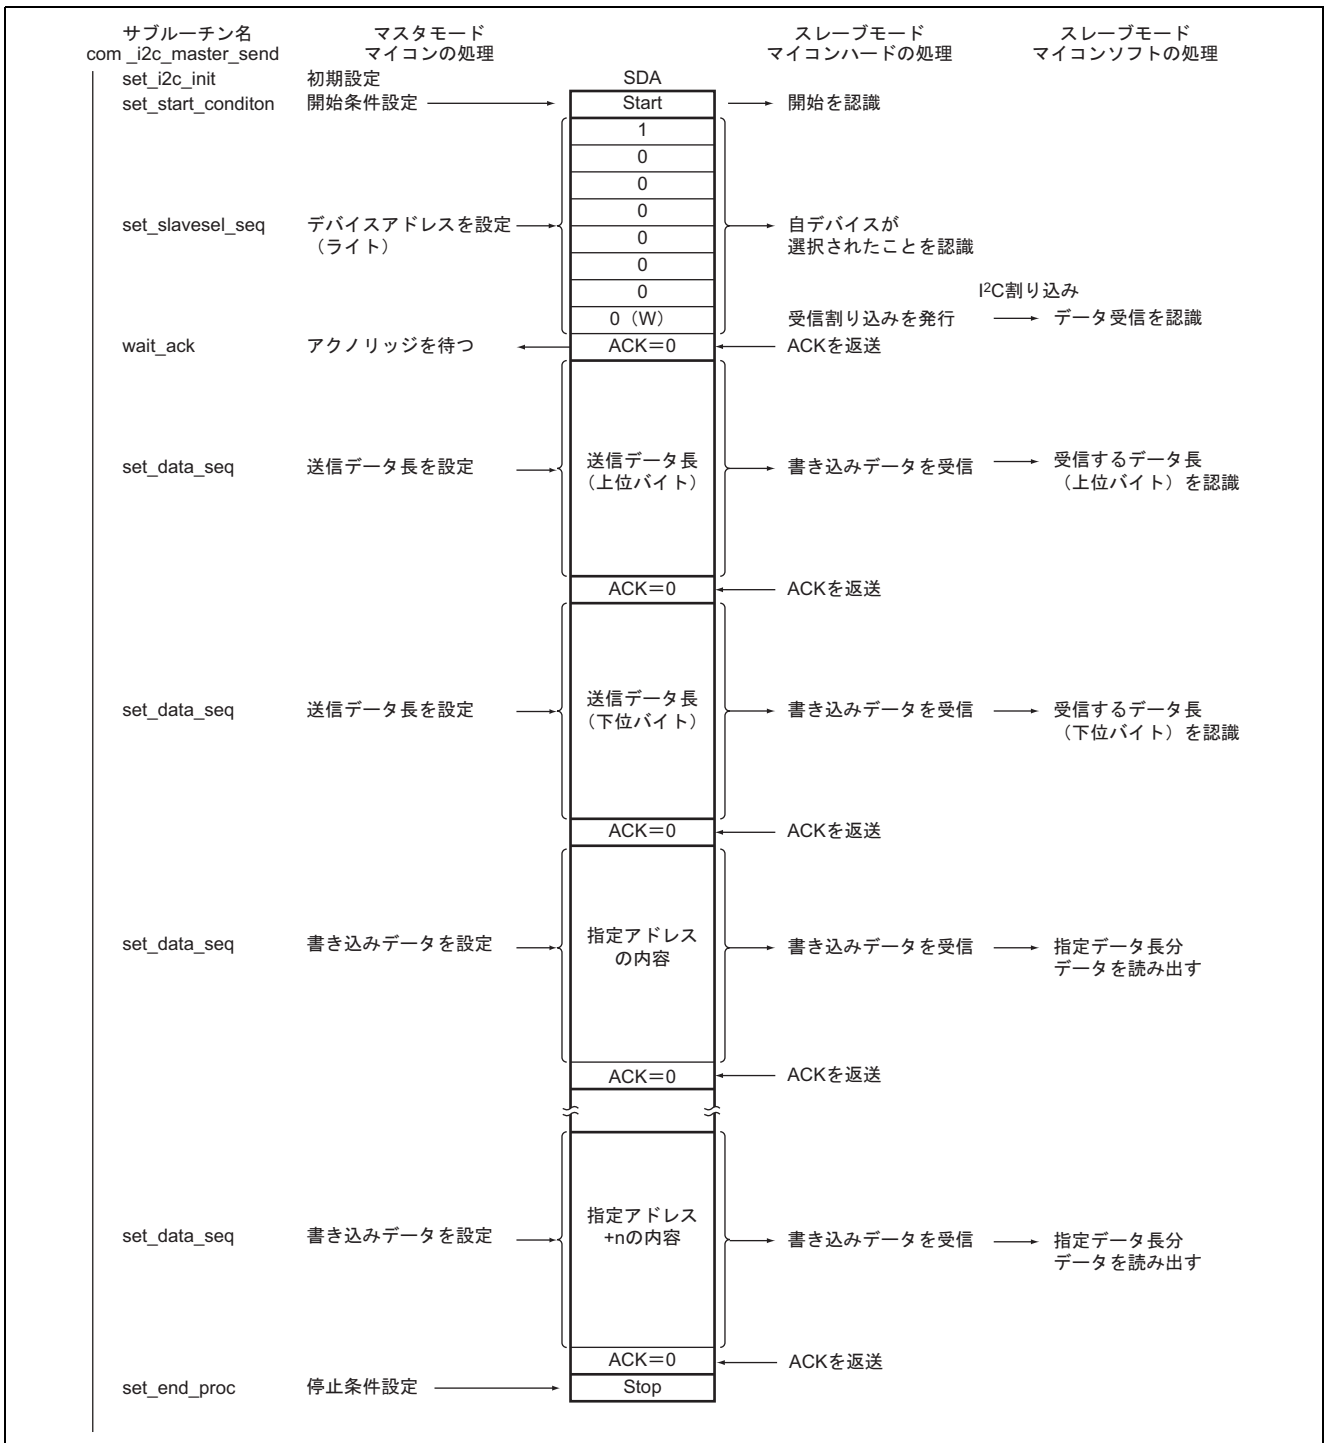 サブルーチン名 マスタモード スレーブモード スレーブモード
com _i2c_master_send マイコンの処理 マイコンハードの処理 マイコンソフトの処理
set_i2c_init 初期設定 SDA
set_start_conditon 開始条件設定 Start 開始を認識
1
0
0
0
set_slavesel_seq デバイスアドレスを設定 自デバイスが
（ライト） 0 選択されたことを認識
0
0 I²C割り込み
0（W） 受信割り込みを発行 データ受信を認識
wait_ack アクノリッジを待つ ACK＝0 ACKを返送
set_data_seq 送信データ長を設定 送信データ長 書き込みデータを受信 受信するデータ長
（上位バイト） （上位バイト）を認識
ACK＝0 ACKを返送
set_data_seq 送信データ長を設定 送信データ長 書き込みデータを受信 受信するデータ長
（下位バイト） （下位バイト）を認識
ACK＝0 ACKを返送
set_data_seq 書き込みデータを設定 指定アドレス 書き込みデータを受信 指定データ長分
の内容 データを読み出す
ACK＝0 ACKを返送
set_data_seq 書き込みデータを設定 指定アドレス 書き込みデータを受信 指定データ長分
+nの内容 データを読み出す
ACK＝0 ACKを返送
set_end_proc 停止条件設定 Stop